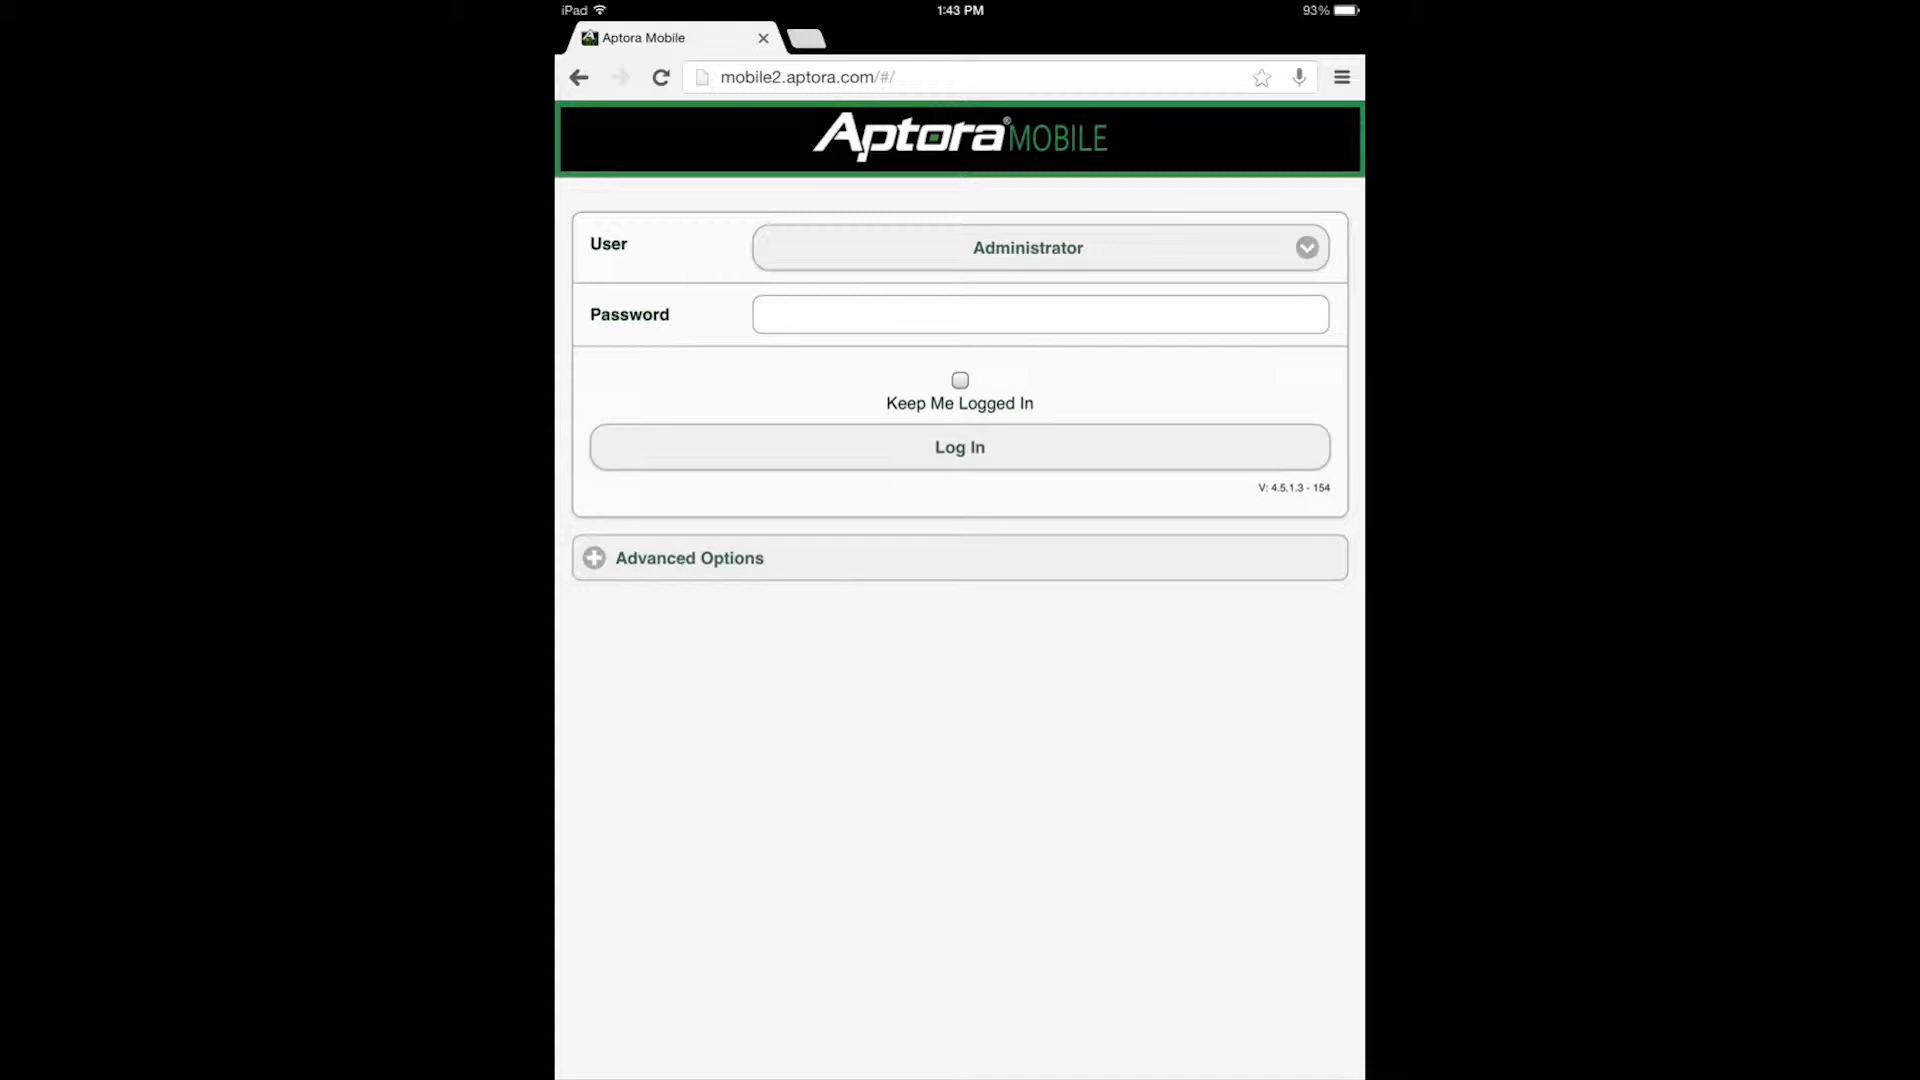 iPad 1:43 PM 93%
Aptora Mobile
mobile2.aptora.com/#/
Aptora® MOBILE
User Administrator
Password
Keep Me Logged In
Log In
V: 4.5.1.3 - 154
Advanced Options